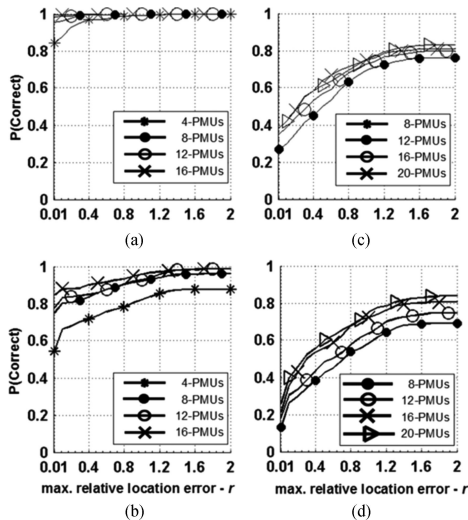 1
0.8
0.6
0.4
0.2
0
P(Correct)
4-PMUs
8-PMUs
12-PMUs
16-PMUs
0.01 0.4 0.8 1.2 1.6 2
(a)
1
0.8
0.6
0.4
0.2
0
8-PMUs
12-PMUs
16-PMUs
20-PMUs
0.01 0.4 0.8 1.2 1.6 2
(c)
1
0.8
0.6
0.4
0.2
0
P(Correct)
4-PMUs
8-PMUs
12-PMUs
16-PMUs
0.01 0.4 0.8 1.2 1.6 2
max. relative location error - r
(b)
1
0.8
0.6
0.4
0.2
0
8-PMUs
12-PMUs
16-PMUs
20-PMUs
0.01 0.4 0.8 1.2 1.6 2
max. relative location error - r
(d)